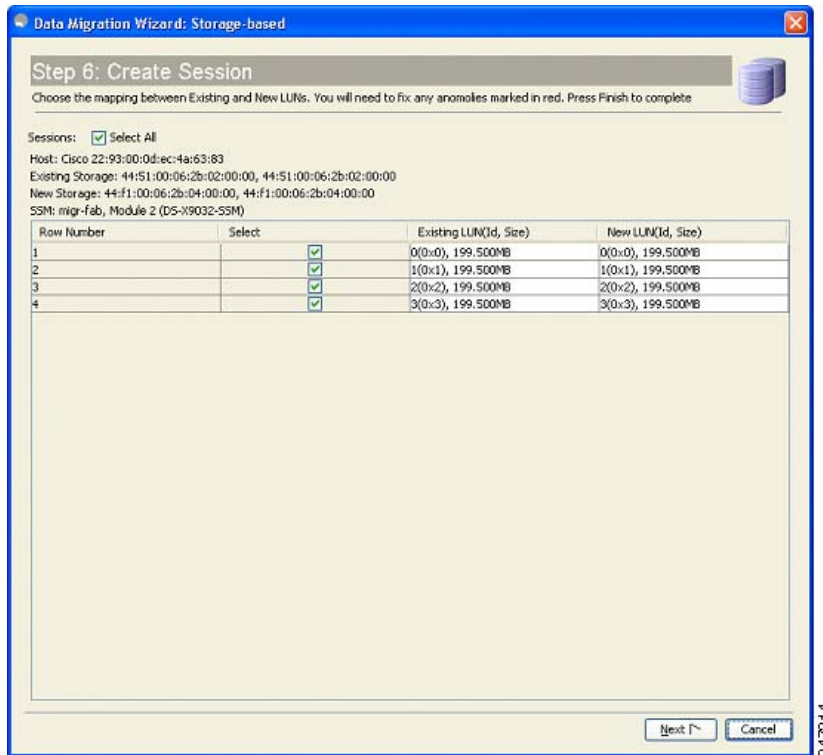 Data Migration Wizard: Storage-based
Step 6: Create Session
Choose the mapping between Existing and New LUNs. You will need to fix any anomolies marked in red. Press Finish to complete
Sessions: Select All
Host: Cisco 22:93:00:0d:ec:4a:63:83
Existing Storage: 44:51:00:06:2b:02:00:00, 44:51:00:06:2b:02:00:00
New Storage: 44:f1:00:06:2b:04:00:00, 44:f1:00:06:2b:04:00:00
SSM: migr-fab, Module 2 (DS-X9032-SSM)
Row Number Select Existing LUN(Id, Size) New LUN(Id, Size)
1 0(0x0), 199.500MB 0(0x0), 199.500MB
2 1(0x1), 199.500MB 1(0x1), 199.500MB
3 2(0x2), 199.500MB 2(0x2), 199.500MB
4 3(0x3), 199.500MB 3(0x3), 199.500MB
Next Cancel